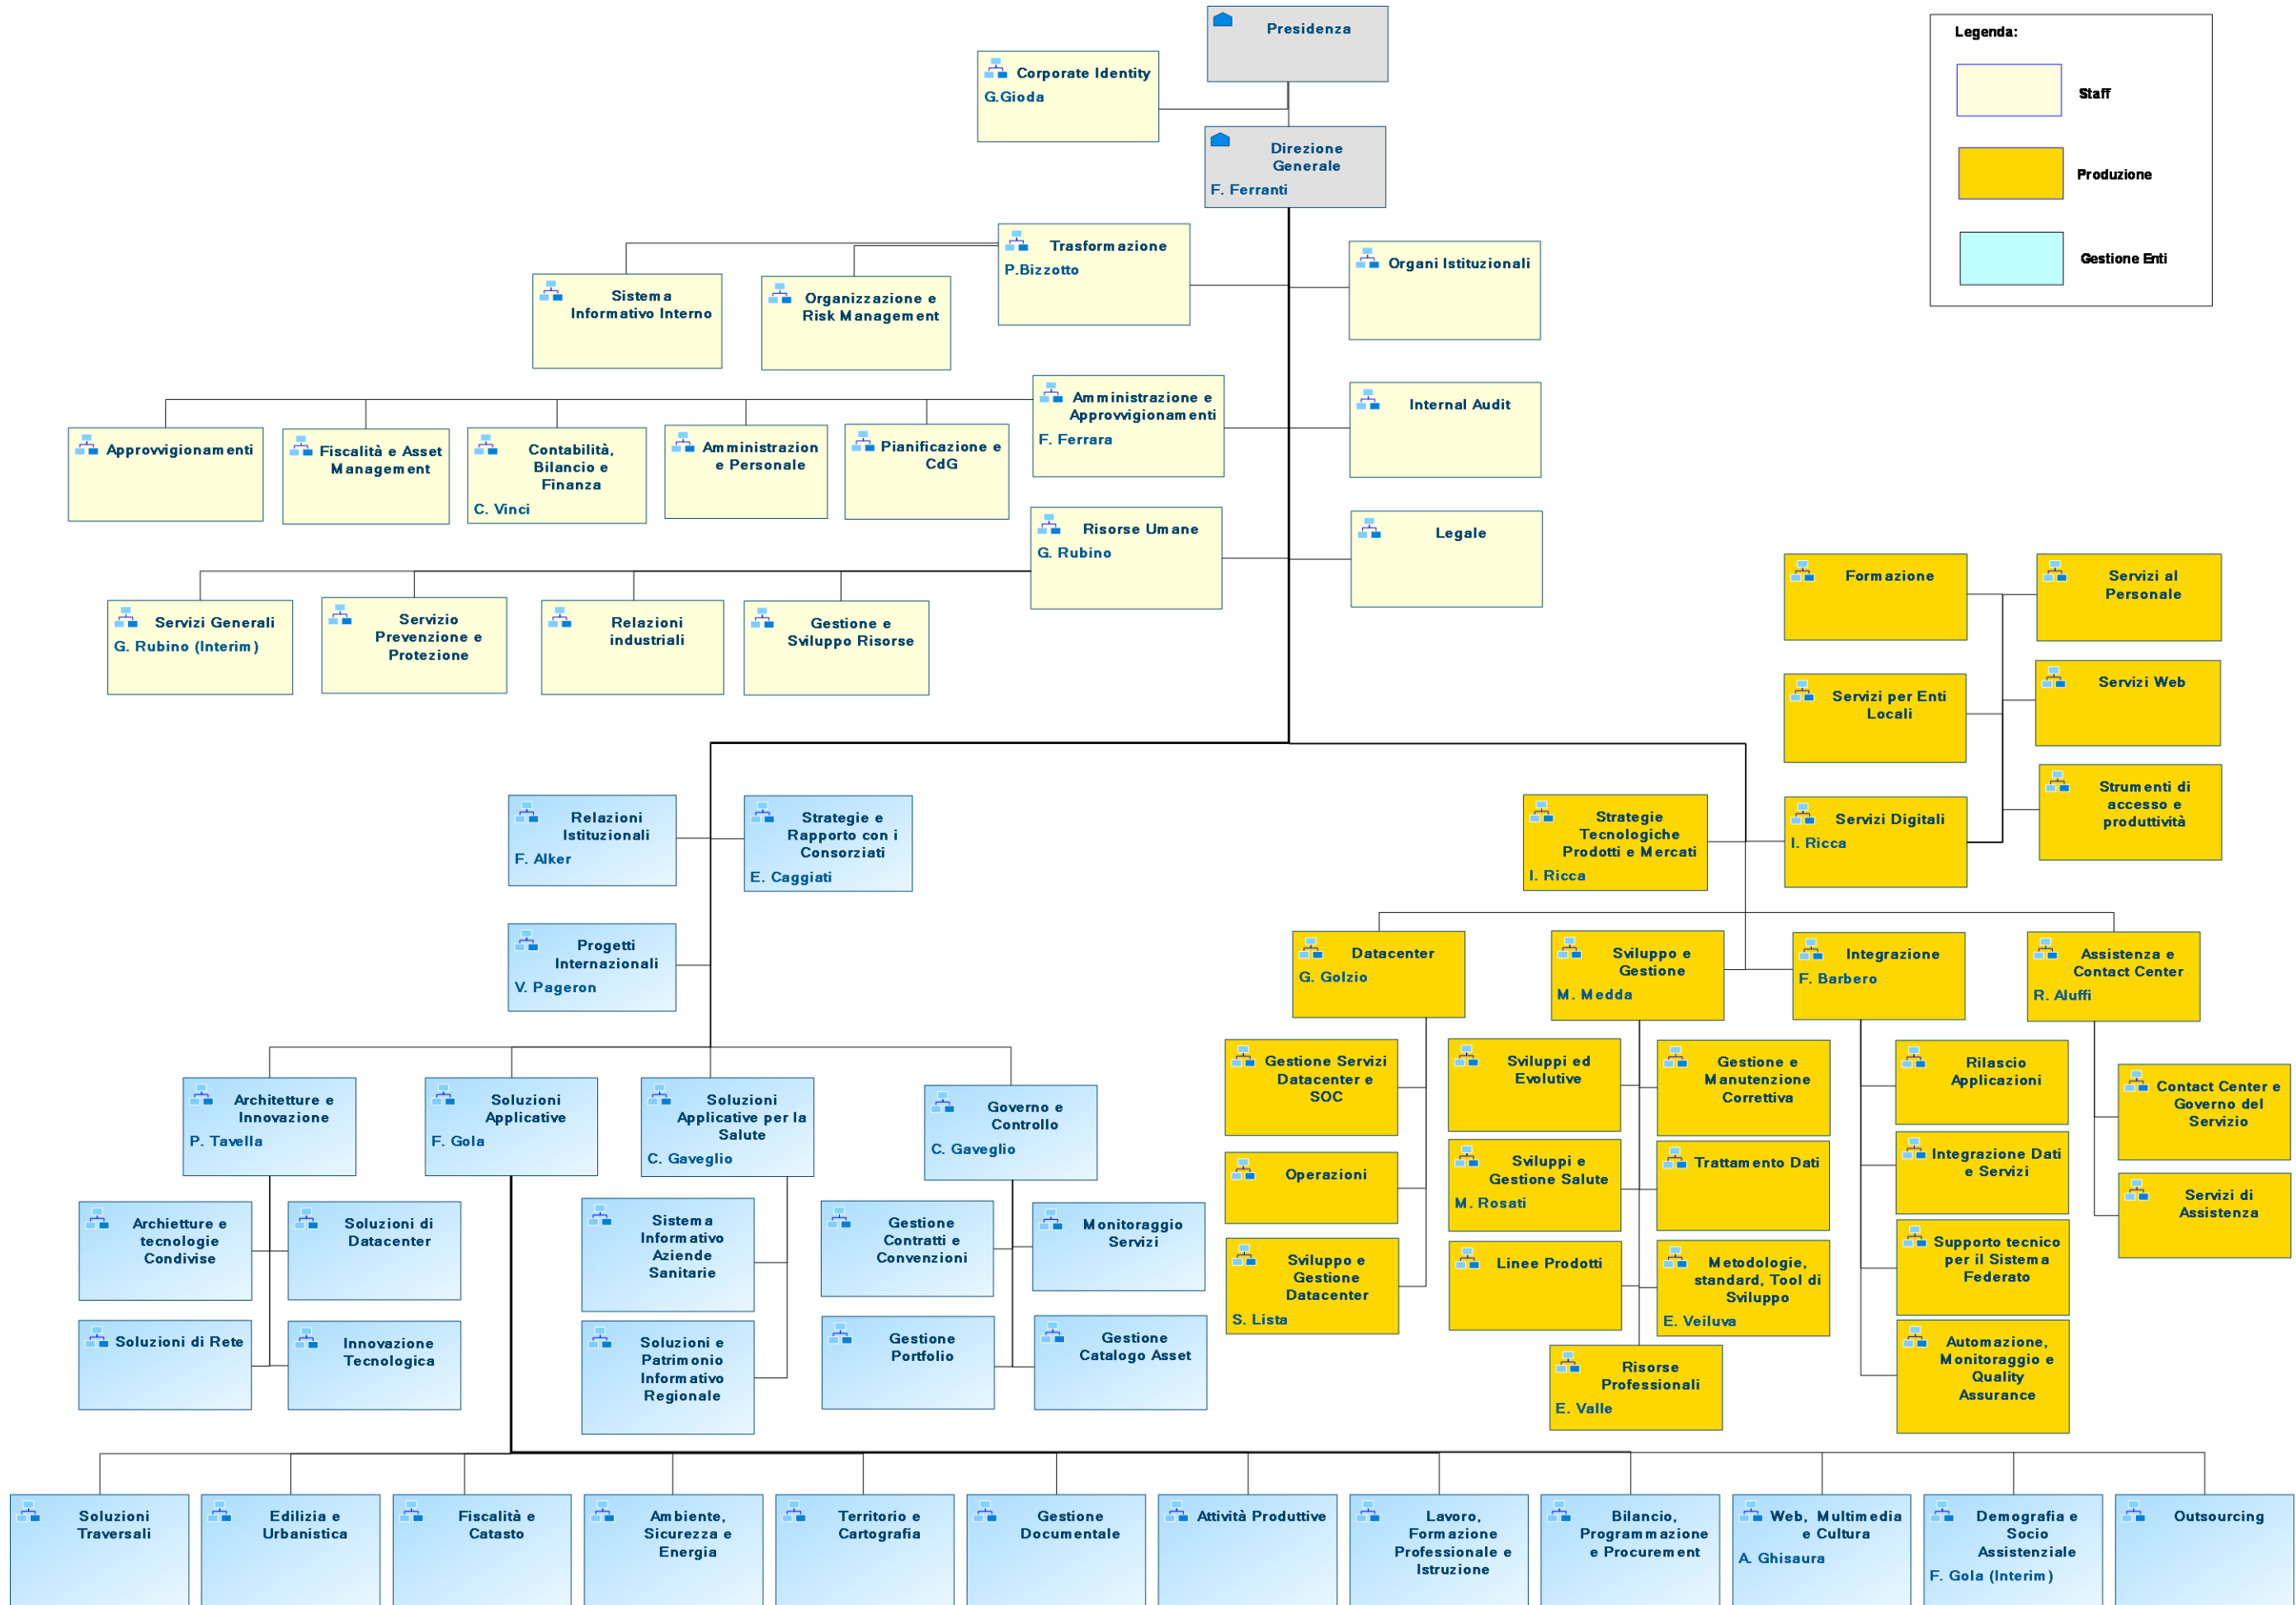 Presidenza
Legenda:
Staff
Produzione
Gestione Enti
Corporate Identity
G.Gioda
Direzione
Generale
F. Ferranti
Trasformazione
P.Bizzotto
Organi Istituzionali
Sistema
Informativo Interno
Organizzazione e
Risk Management
Amministrazione e
Approvvigionamenti
F. Ferrara
Internal Audit
Approvvigionamenti
Fiscalità e Asset
Management
Contabilità,
Bilancio e
Finanza
C. Vinci
Amministrazion
e Personale
Pianificazione e
CdG
Risorse Umane
G. Rubino
Legale
Servizi Generali
G. Rubino (Interim)
Servizio
Prevenzione e
Protezione
Relazioni
industriali
Gestione e
Sviluppo Risorse
Formazione
Servizi al
Personale
Servizi per Enti
Locali
Servizi Web
Strumenti di
accesso e
produttività
Relazioni
Istituzionali
F. Alker
Strategie e
Rapporto con i
Consorziati
E. Caggiati
Strategie
Tecnologiche
Prodotti e Mercati
I. Ricca
Servizi Digitali
I. Ricca
Progetti
Internazionali
V. Pageron
Datacenter
G. Golzio
Sviluppo e
Gestione
M. Medda
Integrazione
F. Barbero
Assistenza e
Contact Center
R. Aluffi
Architetture e
Innovazione
P. Tavella
Soluzioni
Applicative
F. Gola
Soluzioni
Applicative per la
Salute
C. Gaveglio
Governo e
Controllo
C. Gaveglio
Gestione Servizi
Datacenter e
SOC
Sviluppi ed
Evolutive
Gestione e
Manutenzione
Correttiva
Rilascio
Applicazioni
Contact Center e
Governo del
Servizio
Operazioni
Sviluppi e
Gestione Salute
M. Rosati
Trattamento Dati
Integrazione Dati
e Servizi
Servizi di
Assistenza
Archietture e
tecnologie
Condivise
Soluzioni di
Datacenter
Sistema
Informativo
Aziende
Sanitarie
Gestione
Contratti e
Convenzioni
Monitoraggio
Servizi
Sviluppo e
Gestione
Datacenter
S. Lista
Linee Prodotti
Metodologie,
standard, Tool di
Sviluppo
E. Veiluva
Supporto tecnico
per il Sistema
Federato
Soluzioni di Rete
Innovazione
Tecnologica
Soluzioni e
Patrimonio
Informativo
Regionale
Gestione
Portfolio
Gestione
Catalogo Asset
Risorse
Professionali
E. Valle
Automazione,
Monitoraggio e
Quality
Assurance
Soluzioni
Traversali
Edilizia e
Urbanistica
Fiscalità e
Catasto
Ambiente,
Sicurezza e
Energia
Territorio e
Cartografia
Gestione
Documentale
Attività Produttive
Lavoro,
Formazione
Professionale e
Istruzione
Bilancio,
Programmazione
e Procurement
Web, Multimedia
e Cultura
A. Ghisaura
Demografia e
Socio
Assistenziale
F. Gola (Interim)
Outsourcing